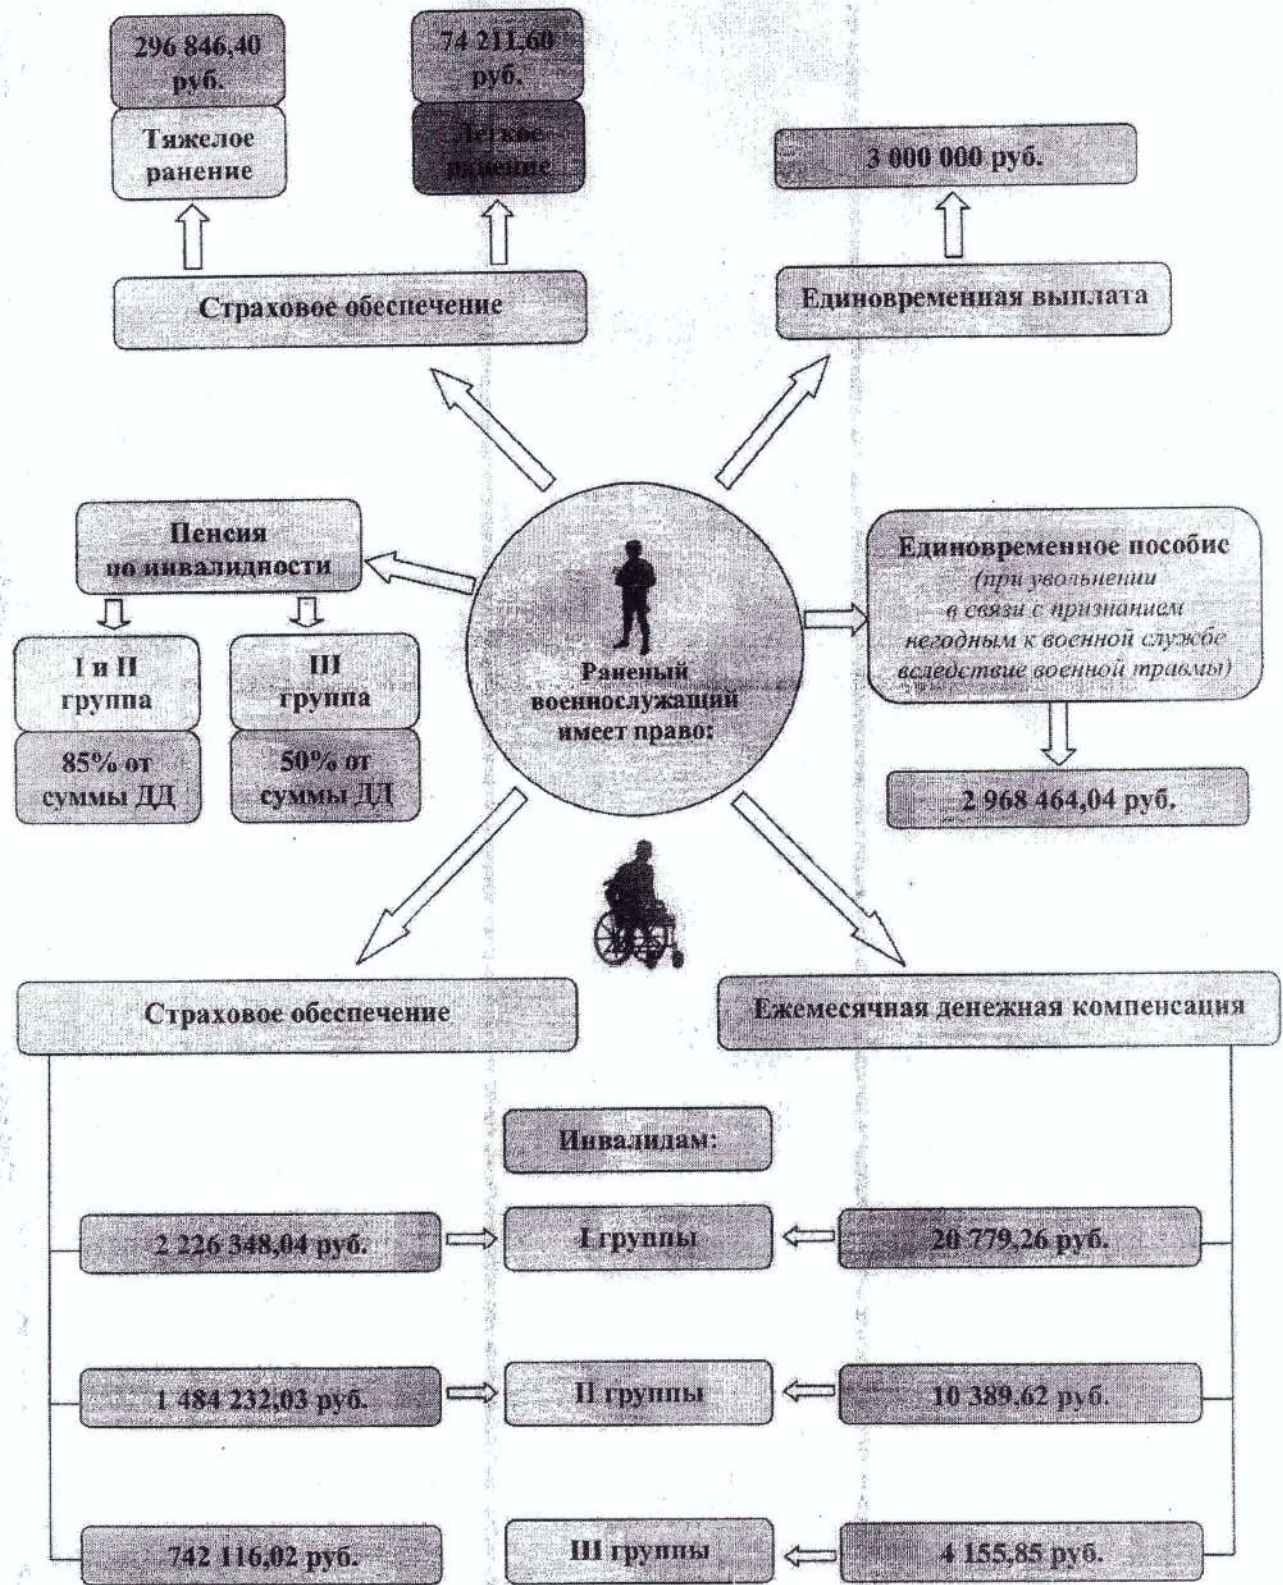 296 846,40
руб.
Тяжелое
ранение
74 211,60
руб.
Легкое
ранение
Страховое обеспечение
3 000 000 руб.
Единовременная выплата
Пенсия
по инвалидности
I и II
группа
85% от
суммы ДД
III
группа
50% от
суммы ДД
Раненый
военнослужащий
имеет право:
Единовременное пособие
(при увольнении
в связи с признанием
негодным к военной службе
вследствие военной травмы)
2 968 464,04 руб.
Страховое обеспечение
Ежемесячная денежная компенсация
Инвалидам:
2 226 348,04 руб.
I группы
20 779,26 руб.
1 484 232,03 руб.
II группы
10 389,62 руб.
742 116,02 руб.
III группы
4 155,85 руб.